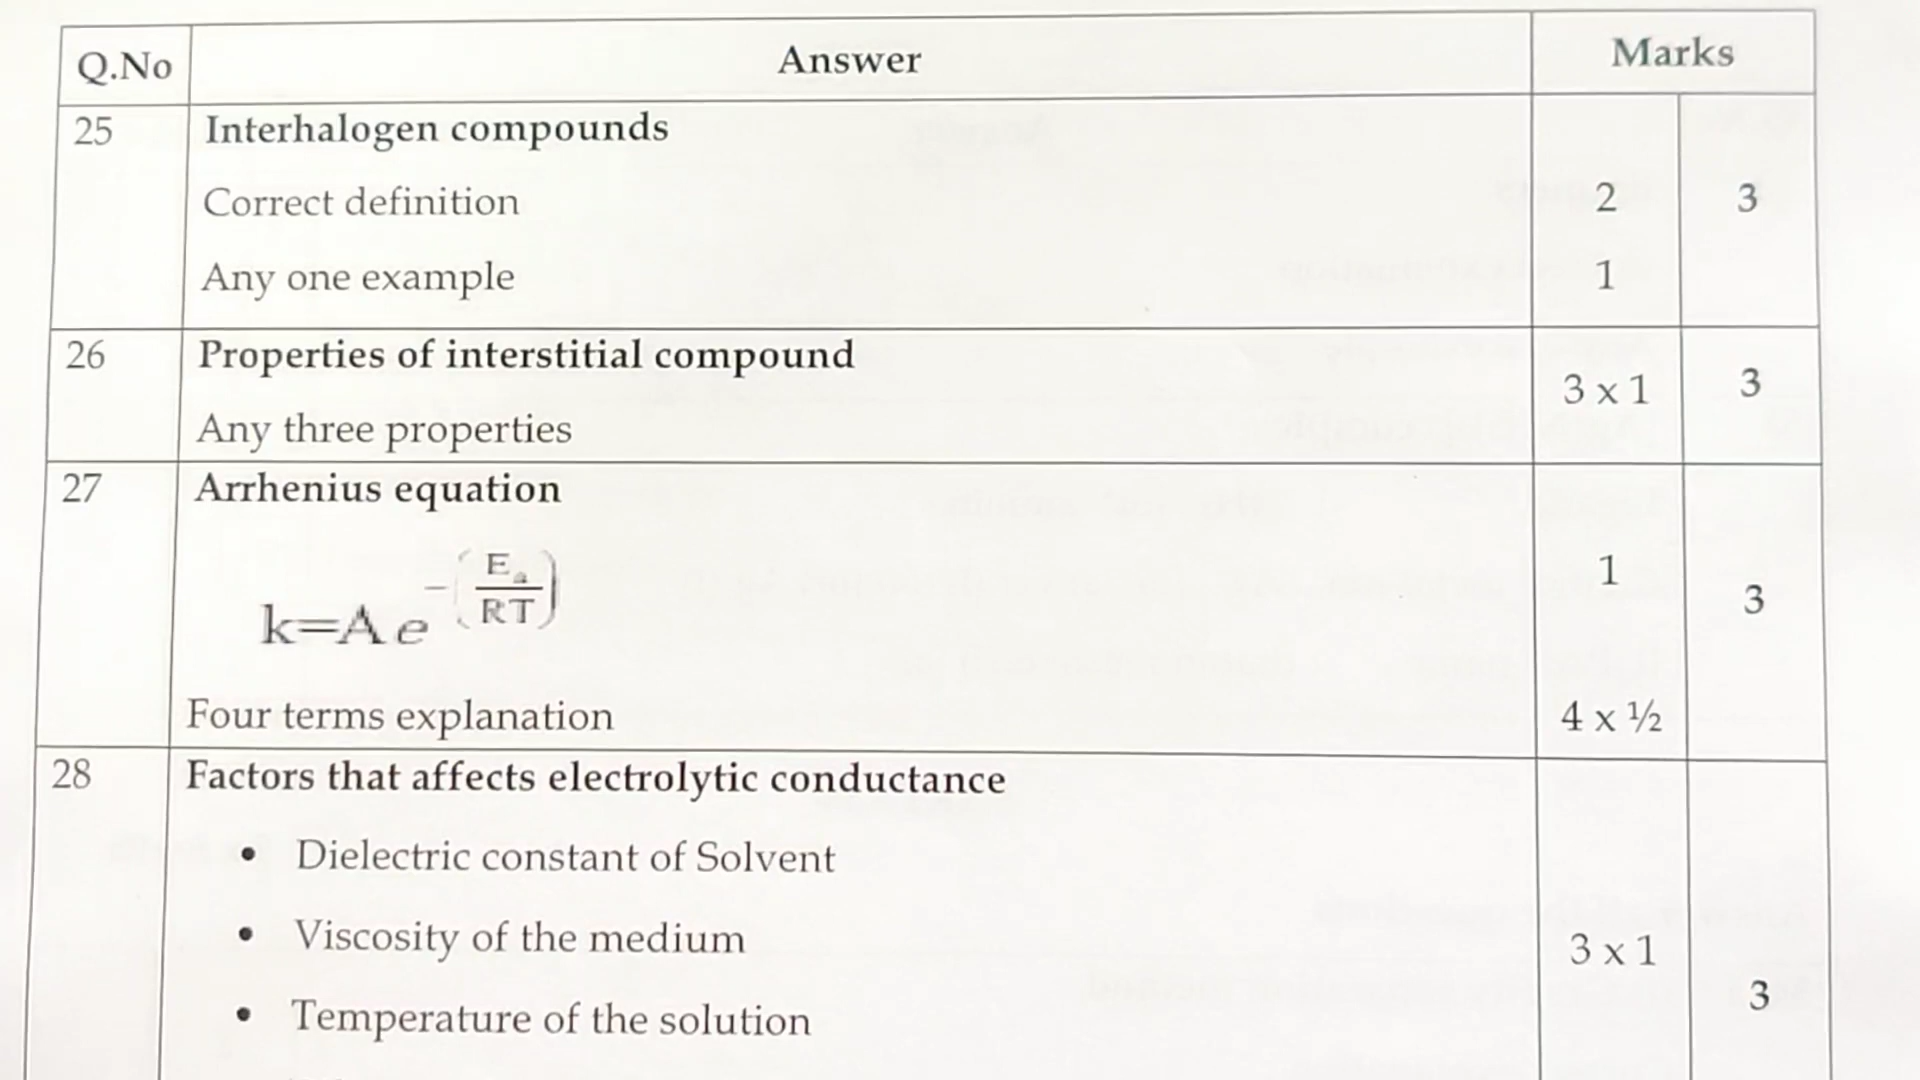 Q.No Answer Marks
25 Interhalogen compounds
Correct definition 2 3
Any one example 1
26 Properties of interstitial compound
3 x 1 3
Any three properties
27 Arrhenius equation
k=A e^-(Ea/RT) 1 3
Four terms explanation 4 x ½
28 Factors that affects electrolytic conductance
• Dielectric constant of Solvent
• Viscosity of the medium 3 x 1
• Temperature of the solution 3